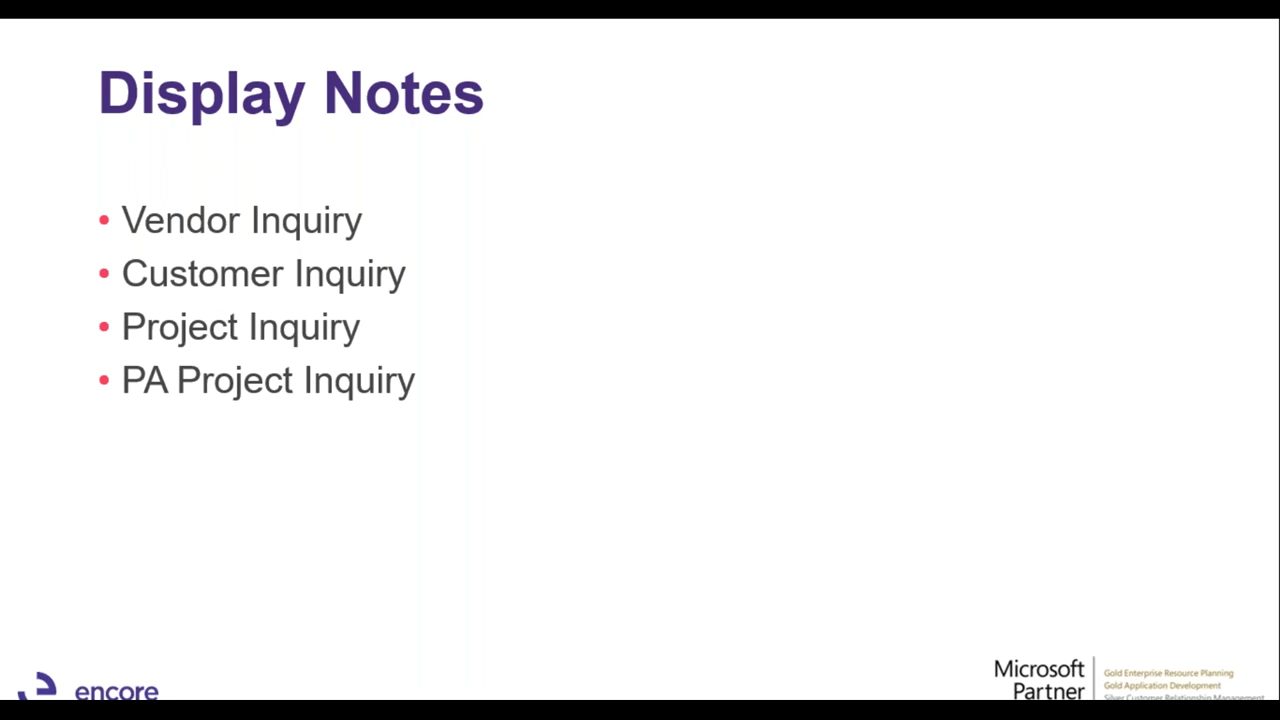 Display Notes
• Vendor Inquiry
• Customer Inquiry
• Project Inquiry
• PA Project Inquiry
encore
Microsoft Partner
Gold Enterprise Resource Planning
Gold Application Development
Silver Customer Relationship Management